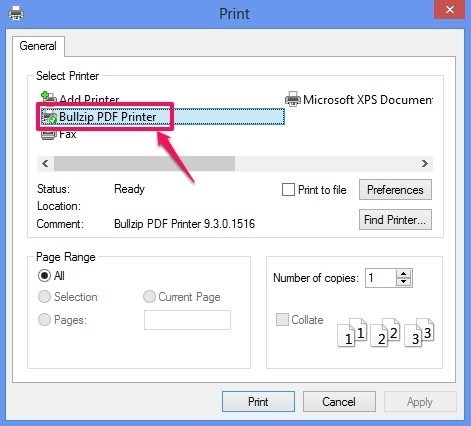 Print
General
Select Printer
Add Printer
Microsoft XPS Document
Bullzip PDF Printer
Fax
Status: Ready
Print to file
Preferences
Location:
Comment: Bullzip PDF Printer 9.3.0.1516
Find Printer...
Page Range
All
Number of copies: 1
Selection
Current Page
Pages:
Collate
1 1 2 2 3 3
Print
Cancel
Apply